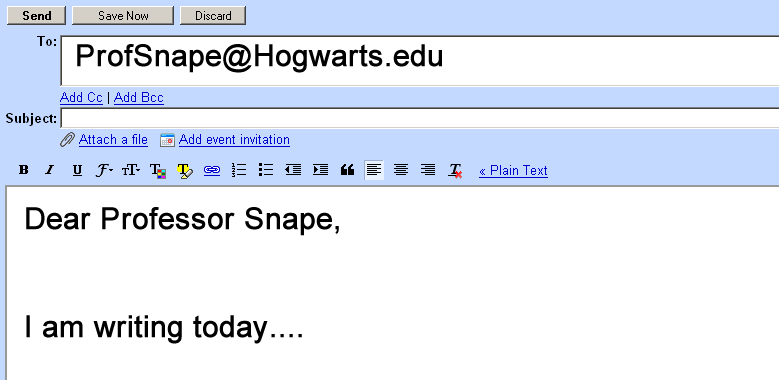 Send Save Now Discard
To: ProfSnape@Hogwarts.edu
Add Cc | Add Bcc
Subject:
Attach a file Add event invitation
B I U F T T T « Plain Text
Dear Professor Snape,
I am writing today....